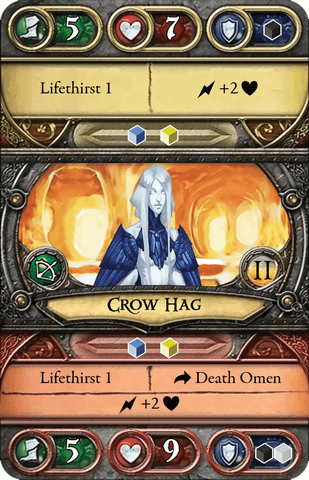 5 7
Lifethirst 1 +2
II
Crow Hag
Lifethirst 1 Death Omen
+2
5 9